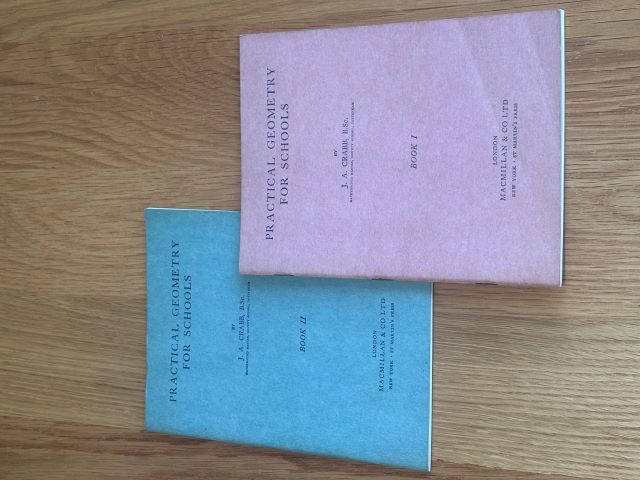 PRACTICAL GEOMETRY
FOR SCHOOLS
BY
J. A. CRABB, B.Sc.
BOOK I
LONDON
MACMILLAN & CO LTD
NEW YORK · ST MARTIN'S PRESS
PRACTICAL GEOMETRY
FOR SCHOOLS
BY
J. A. CRABB, B.Sc.
BOOK II
LONDON
MACMILLAN & CO LTD
NEW YORK · ST MARTIN'S PRESS